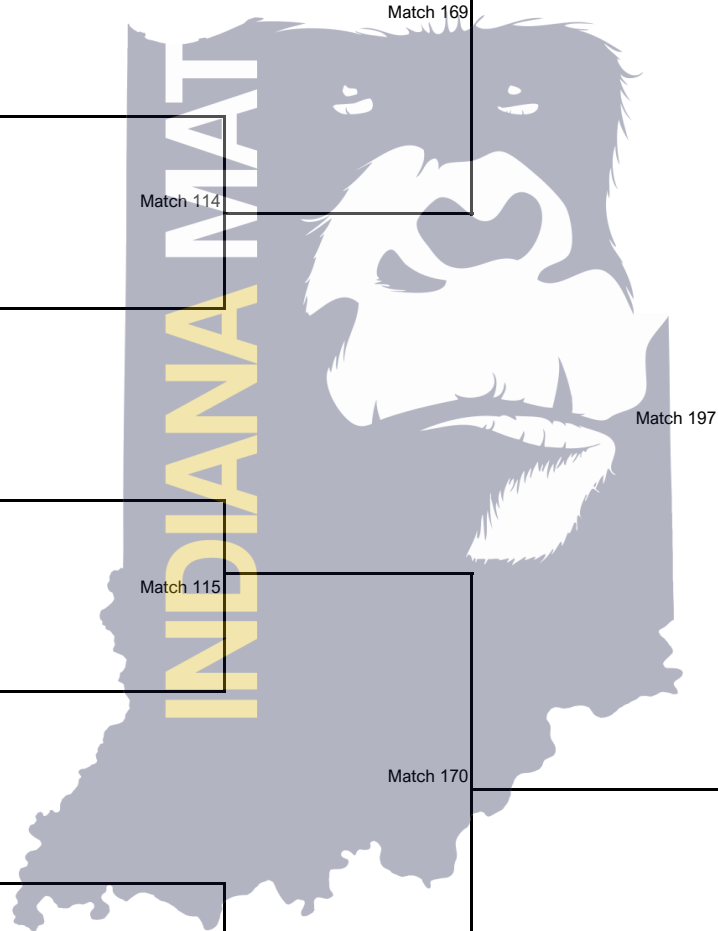 Match 169
Match 114
Match 197
Match 115
Match 170
INDIANA MAT